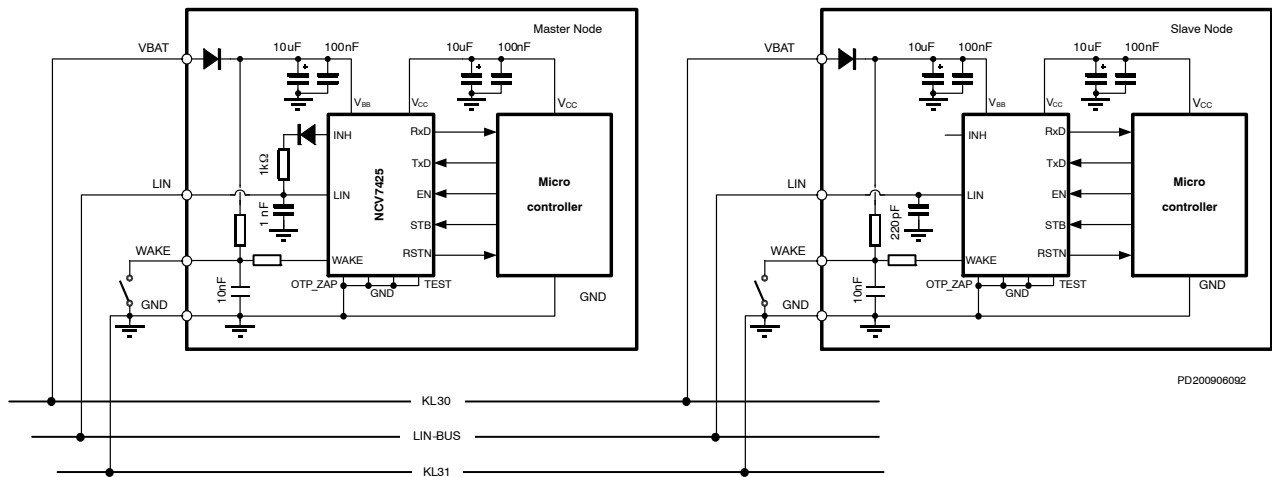 Master Node
VBAT
10uF
100nF
10uF
100nF
VBB
VCC
VCC
INH
RxD
1kΩ
TxD
LIN
LIN
EN
1 nF
NCV7425
STB
Micro
controller
WAKE
WAKE
RSTN
OTP_ZAP
GND
TEST
10nF
GND
GND
Slave Node
VBAT
10uF
100nF
10uF
100nF
VBB
VCC
VCC
INH
RxD
TxD
LIN
LIN
EN
220pF
STB
Micro
controller
WAKE
WAKE
RSTN
OTP_ZAP
GND
TEST
10nF
GND
GND
PD200906092
KL30
LIN-BUS
KL31